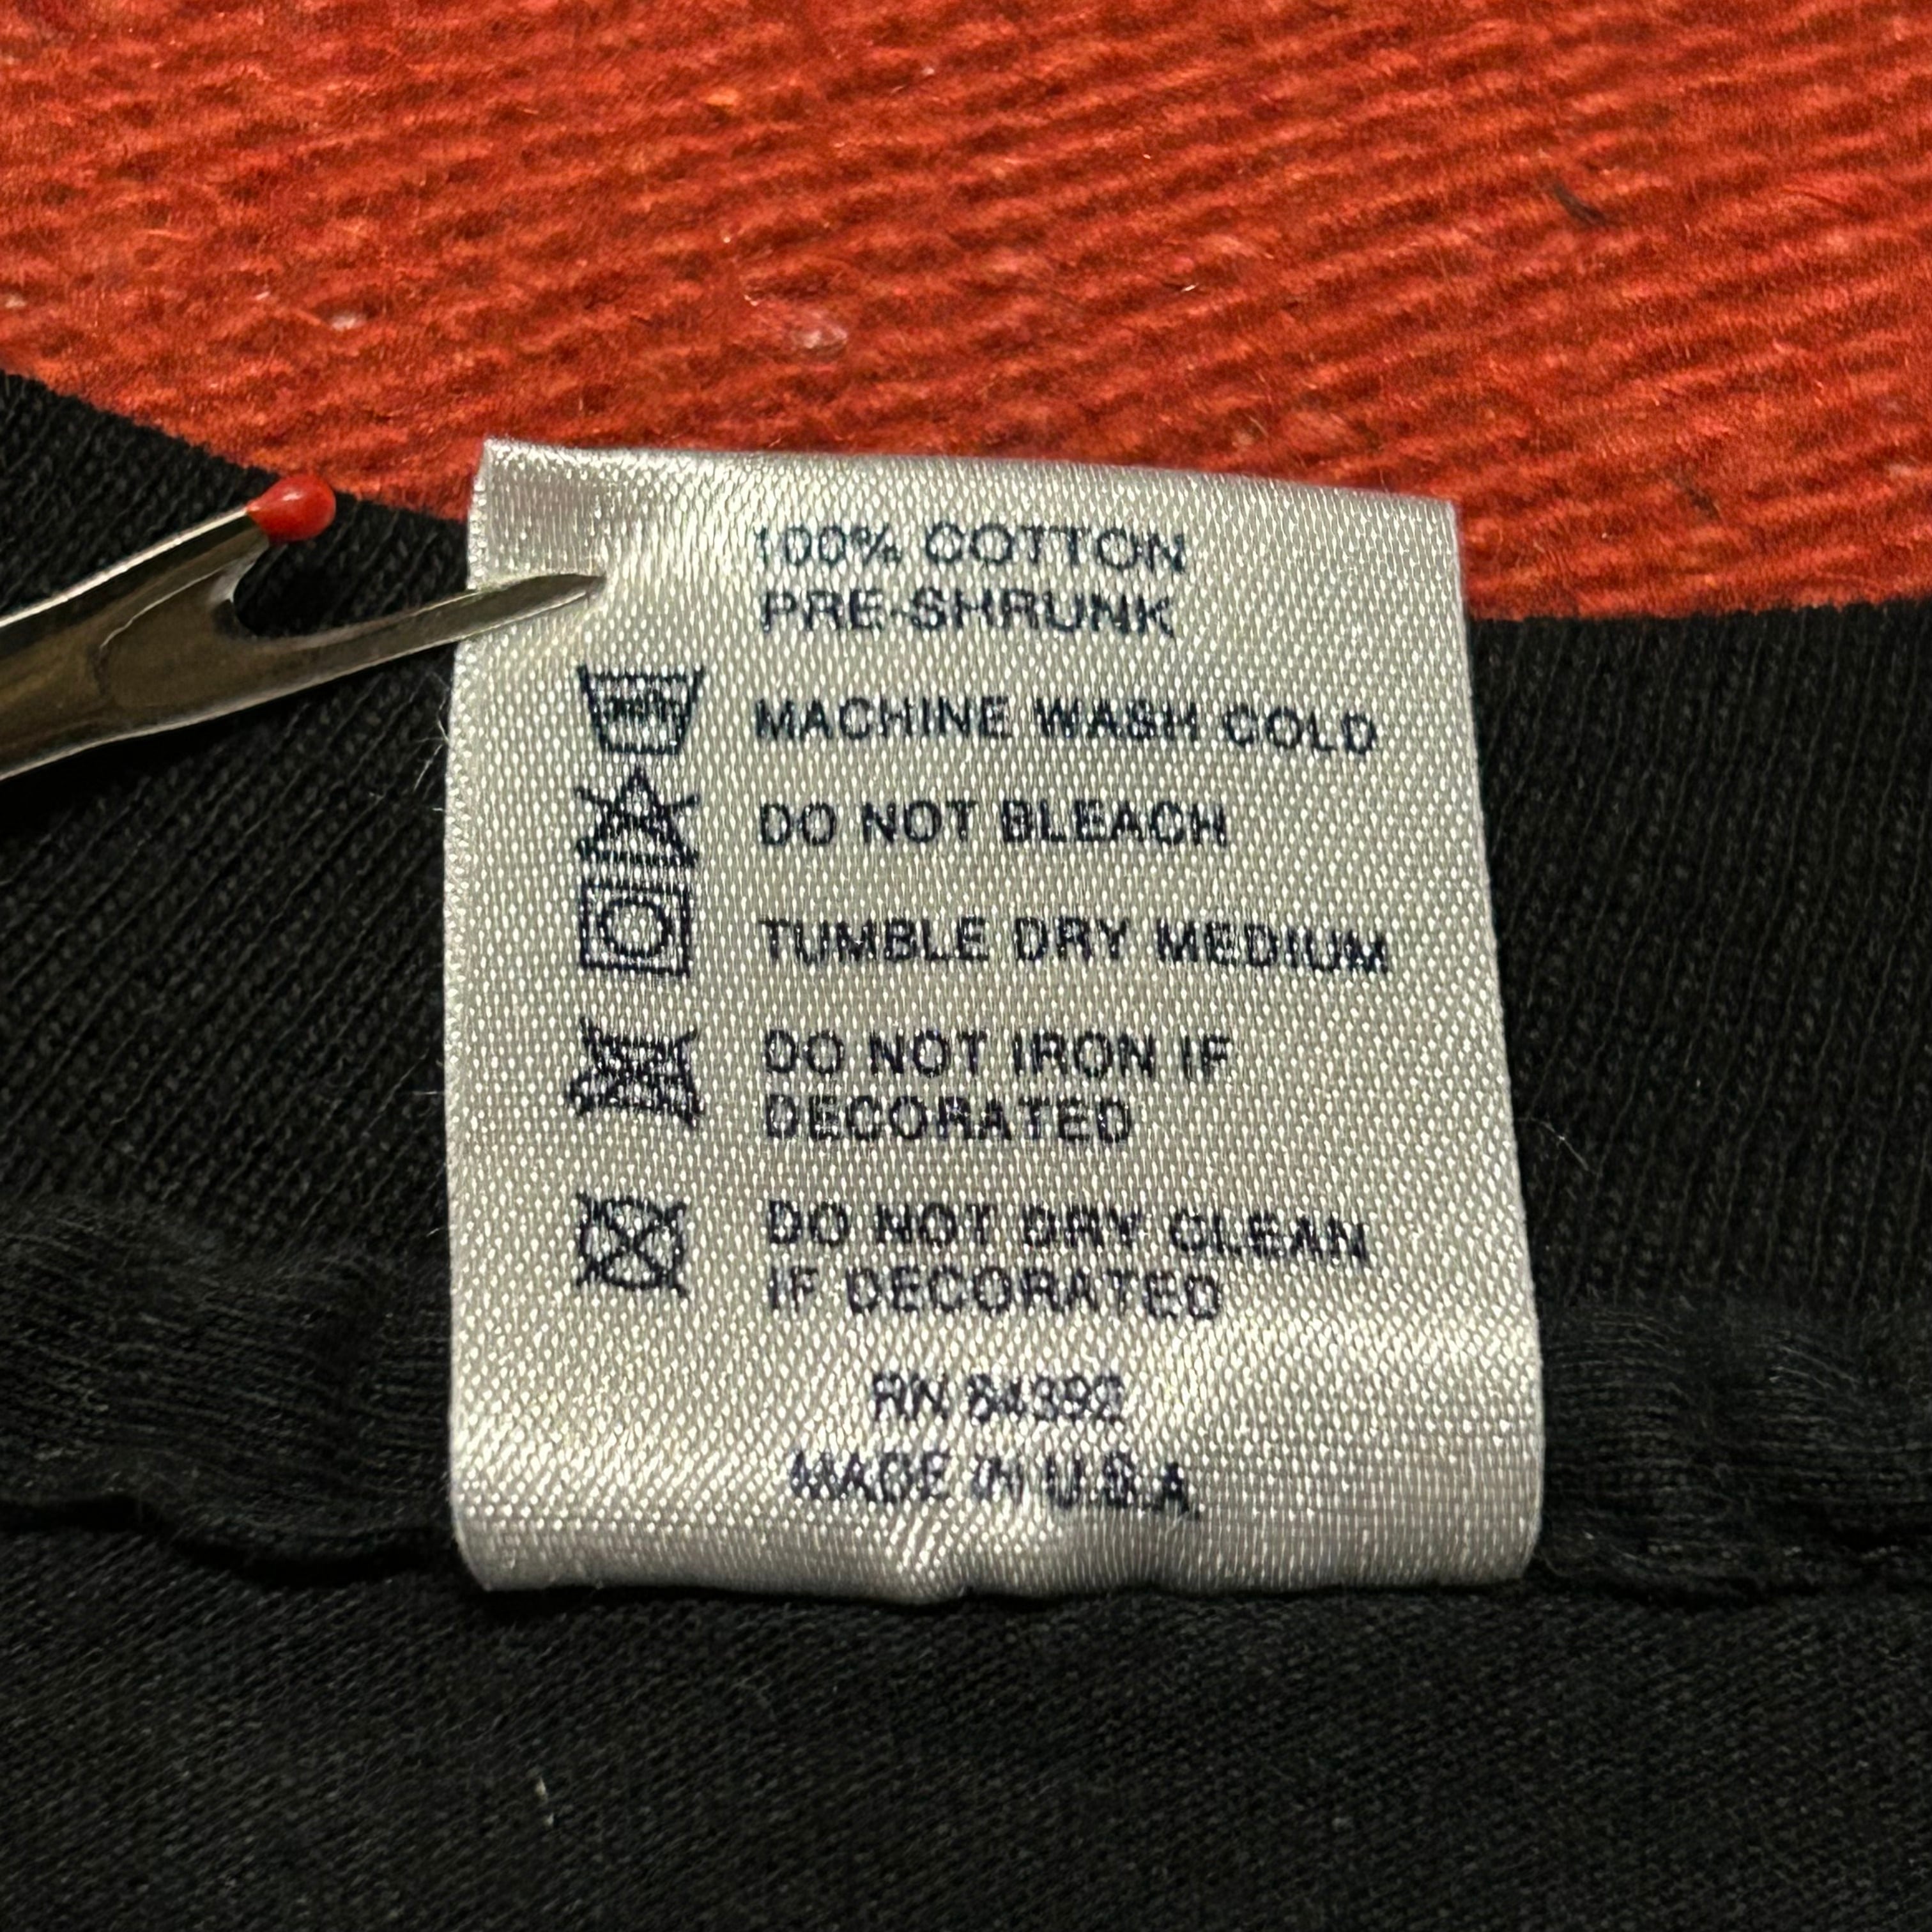 100% COTTON
PRE-SHRUNK
MACHINE WASH COLD
DO NOT BLEACH
TUMBLE DRY MEDIUM
DO NOT IRON IF
DECORATED
DO NOT DRY CLEAN
IF DECORATED
RN
MADE IN U.S.A.